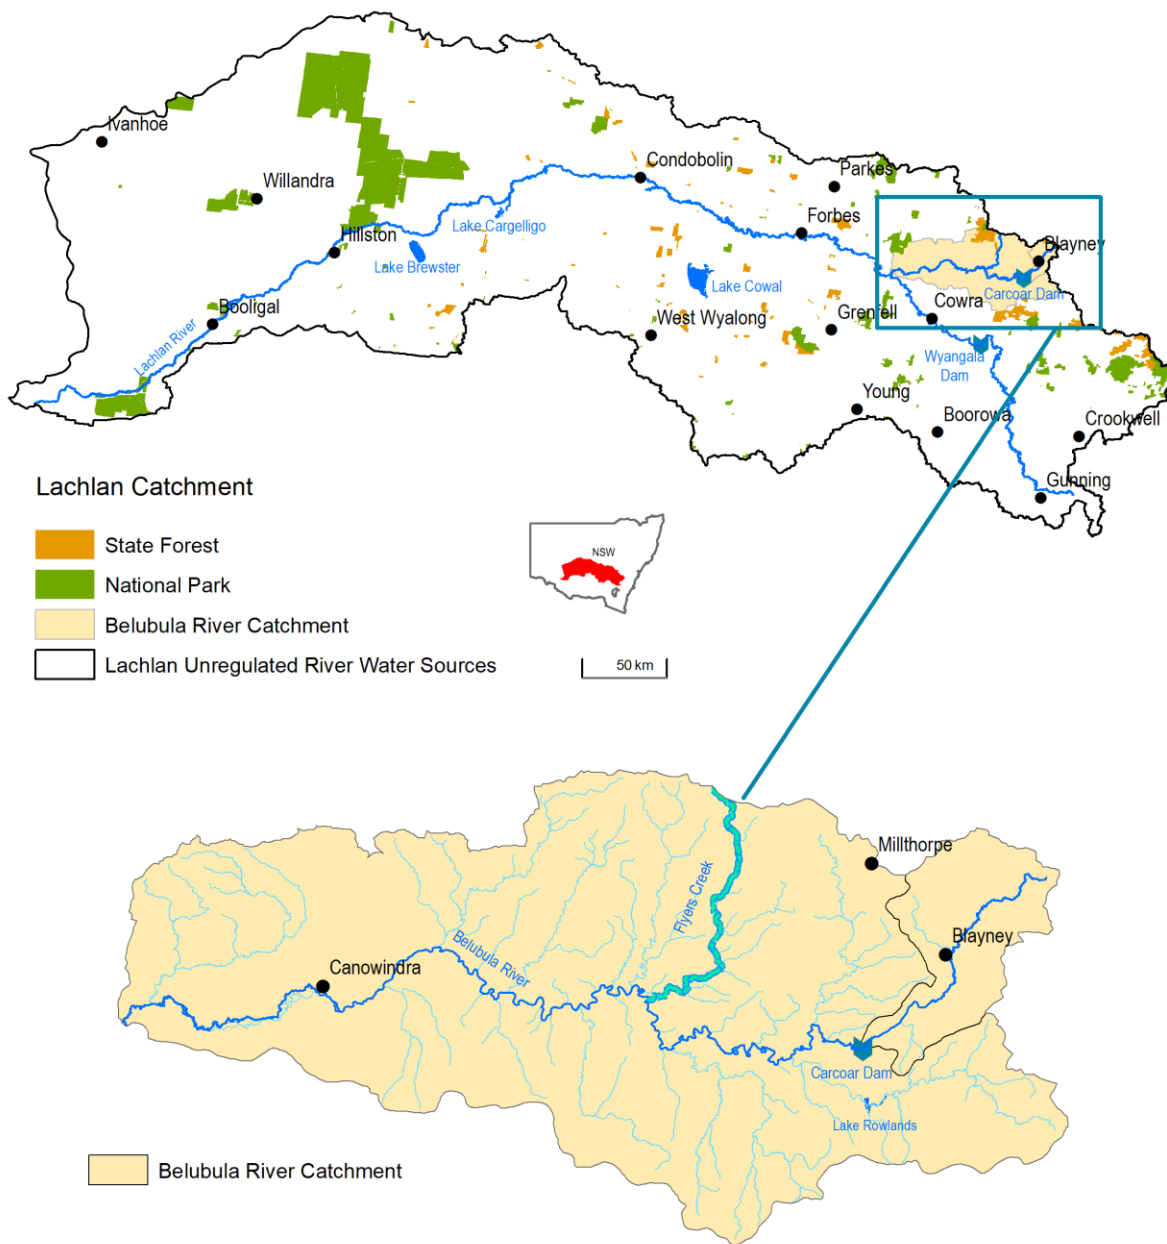 Ivanhoe
Willandra
Condobolin
Parkes
Forbes
Lake Cargelligo
Hillston
Lake Brewster
Blayney
Lake Cowal
Carcoar Dam
Booligal
Cowra
Grenfell
West Wyalong
Lachlan River
Wyangala
Dam
Young
Boorowa
Crookwell
Gunning
Lachlan Catchment
State Forest
National Park
Belubula River Catchment
Lachlan Unregulated River Water Sources
NSW
50 km
Millthorpe
Flyers Creek
Blayney
Belubula River
Canowindra
Carcoar Dam
Lake Rowlands
Belubula River Catchment